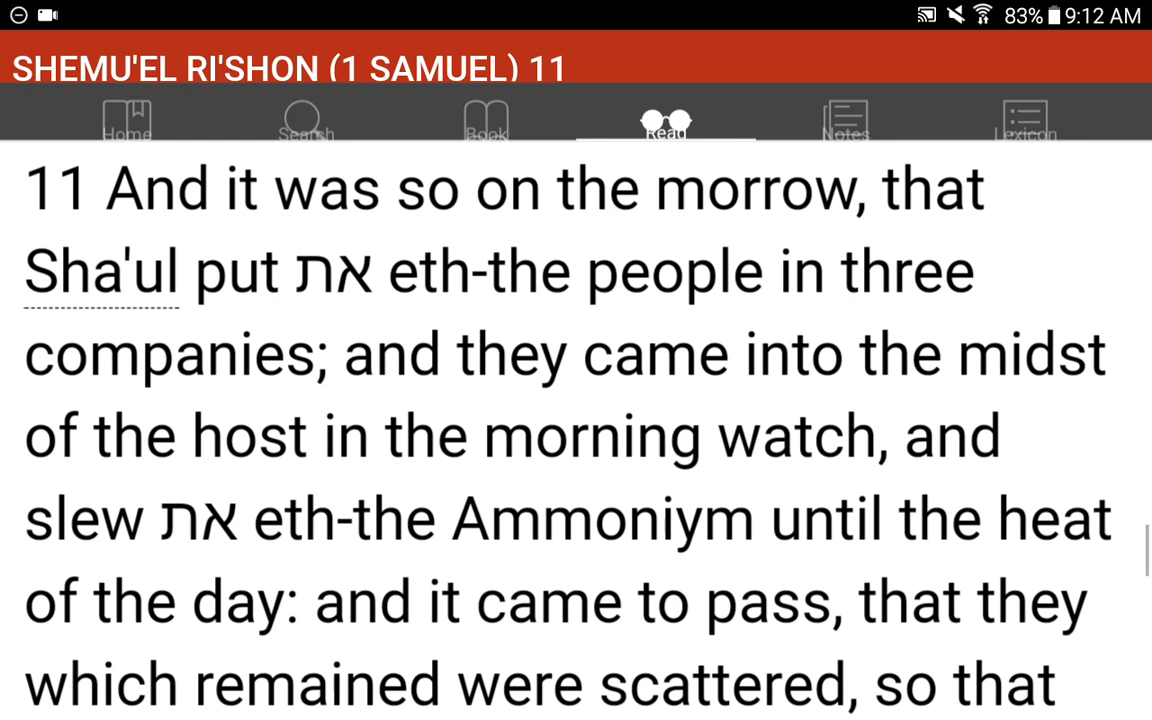 83% 9:12 AM
SHEMU'EL RI'SHON (1 SAMUEL) 11
Home Search Book Read Notes Lexicon
11 And it was so on the morrow, that
Sha'ul put את eth-the people in three
companies; and they came into the midst
of the host in the morning watch, and
slew את eth-the Ammoniym until the heat
of the day: and it came to pass, that they
which remained were scattered, so that